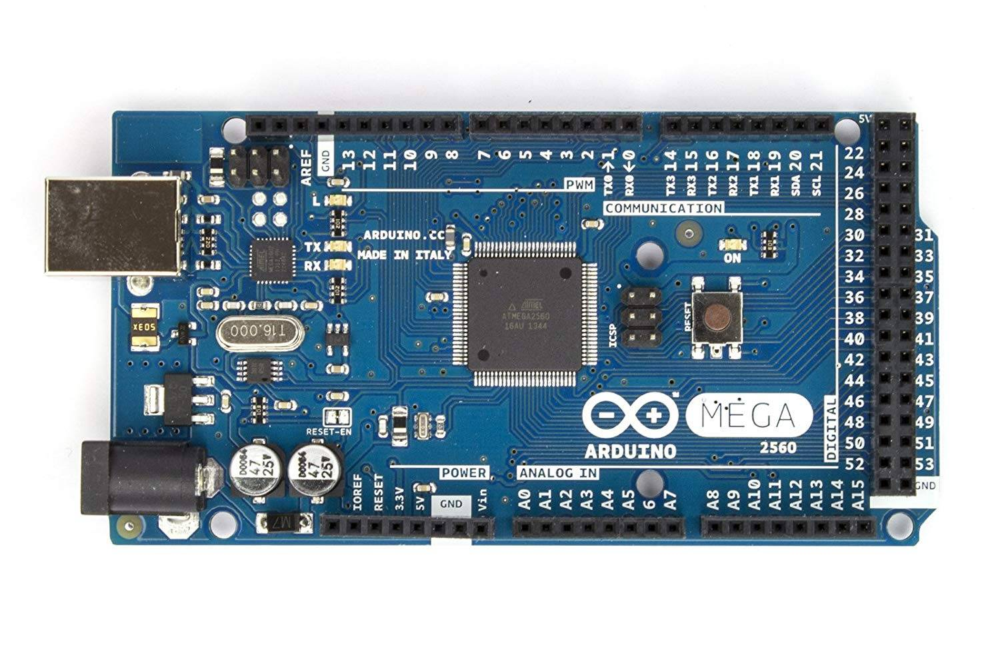 5V
AREF
GND
13
12
11
10
9
8
7
6
5
4
3
2
TX0→1
RX0←0
TX3 14
RX3 15
TX2 16
RX2 17
TX1 18
RX1 19
SDA 20
SCL 21
PWM
COMMUNICATION
L
TX
RX
ARDUINO.CC
MADE IN ITALY
ON
RESET
ICSP
ATMEL
ATMEGA2560
16AU 1344
T16.000
50EX
22
24
26
28
30 31
32 33
34 35
36 37
38 39
40 41
42 43
44 45
46 47
48 49
50 51
52 53
GND
DIGITAL
MEGA
2560
™
ARDUINO
RESET-EN
47
25V
47
25V
M7
POWER
ANALOG IN
IOREF
RESET
3.3V
5V
GND
Vin
A0
A1
A2
A3
A4
A5
6
A7
A8
A9
A10
A11
A12
A13
A14
A15